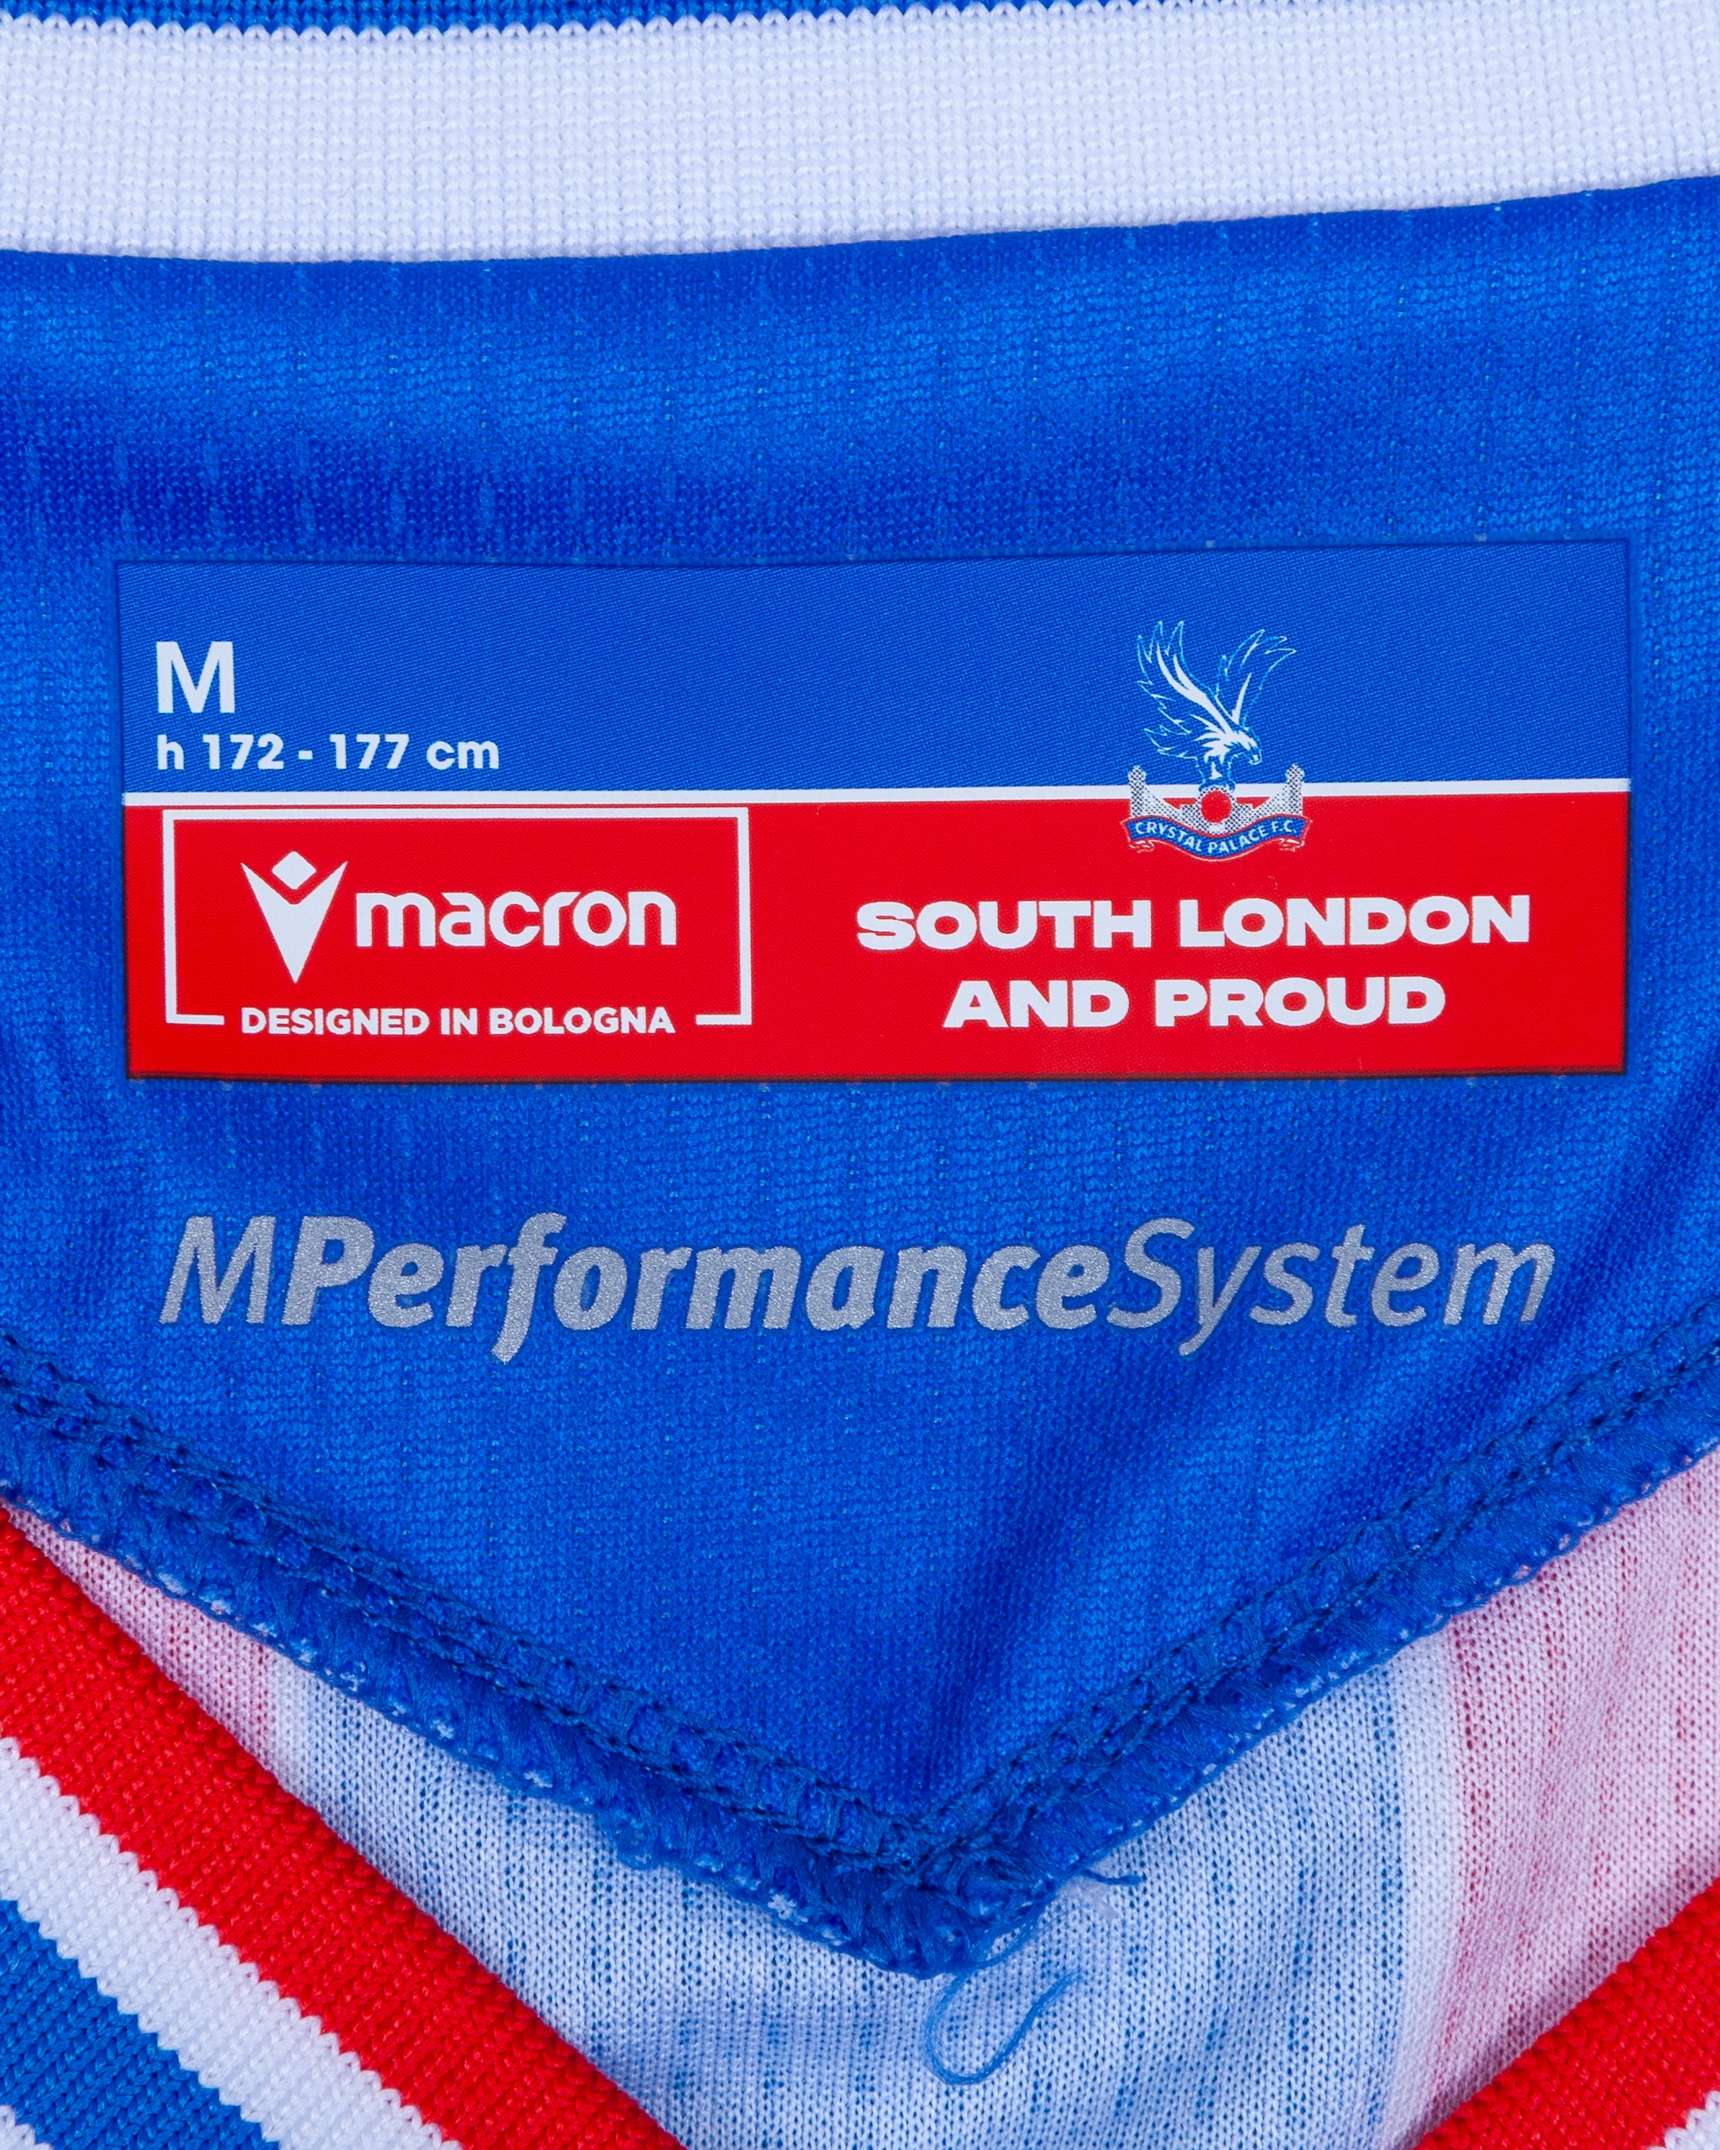 M
h 172 - 177 cm
CRYSTAL PALACE F.C.
macron
DESIGNED IN BOLOGNA
SOUTH LONDON
AND PROUD
MPerformanceSystem